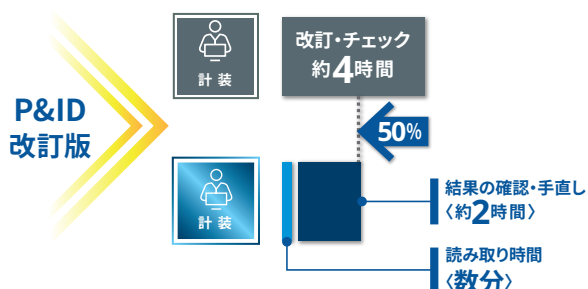 計装
改訂・チェック
約4時間
P&ID
改訂版
50%
計装
結果の確認・手直し
〈約2時間〉
読み取り時間
〈数分〉